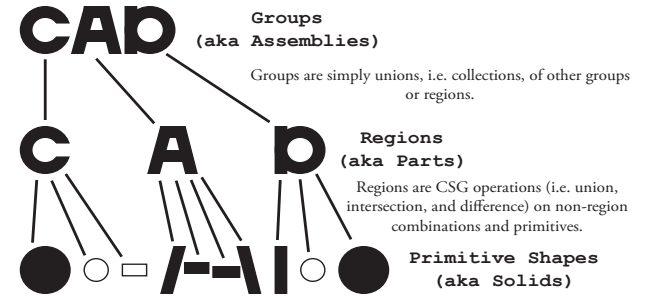 CAD
Groups
(aka Assemblies)
Groups are simply unions, i.e. collections, of other groups
or regions.
C A D
Regions
(aka Parts)
Regions are CSG operations (i.e. union,
intersection, and difference) on non-region
combinations and primitives.
Primitive Shapes
(aka Solids)